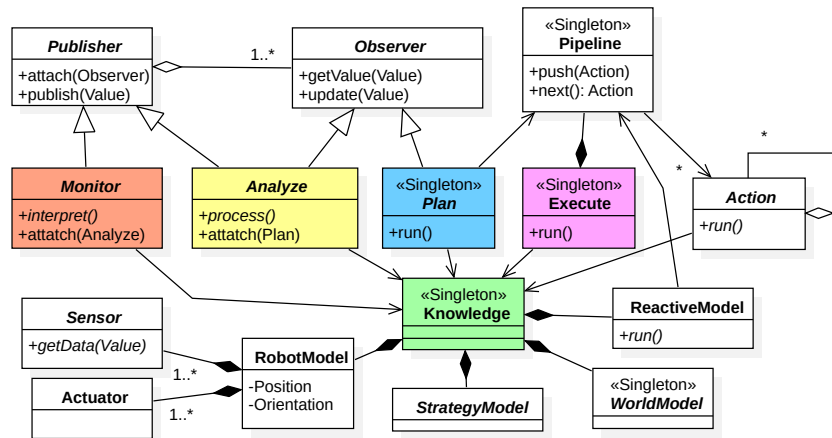 Publisher
+attach(Observer)
+publish(Value)
1..*
Observer
+getValue(Value)
+update(Value)
«Singleton»
Pipeline
+push(Action)
+next(): Action
*
*
Monitor
+interpret()
+attatch(Analyze)
Analyze
+process()
+attatch(Plan)
«Singleton»
Plan
+run()
«Singleton»
Execute
+run()
Action
+run()
Sensor
+getData(Value)
1..*
Actuator
1..*
RobotModel
-Position
-Orientation
«Singleton»
Knowledge
ReactiveModel
+run()
StrategyModel
«Singleton»
WorldModel